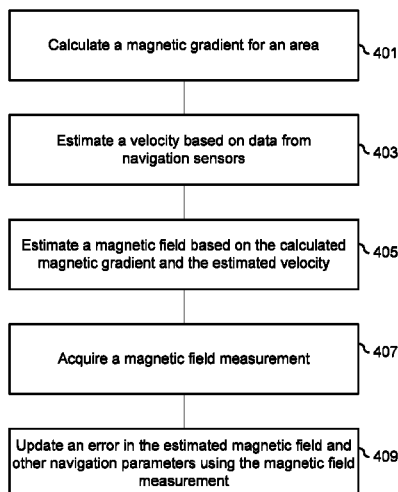 Calculate a magnetic gradient for an area
401
Estimate a velocity based on data from
navigation sensors
403
Estimate a magnetic field based on the calculated
magnetic gradient and the estimated velocity
405
Acquire a magnetic field measurement
407
Update an error in the estimated magnetic field and
other navigation parameters using the magnetic field
measurement
409